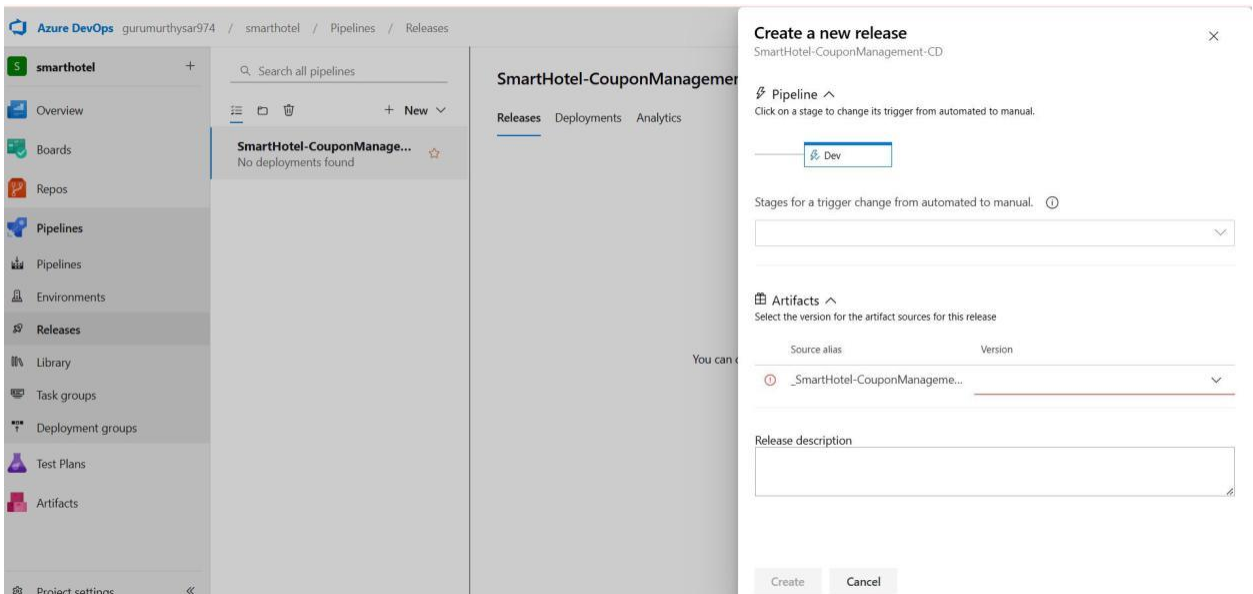 Azure DevOps gurumurthysar974 / smarthotel / Pipelines / Releases
S smarthotel +
Overview
Boards
Repos
Pipelines
Pipelines
Environments
Releases
Library
Task groups
Deployment groups
Test Plans
Artifacts
Project settings
Search all pipelines
+ New
SmartHotel-CouponManage...
No deployments found
SmartHotel-CouponManagemen
Releases Deployments Analytics
You can
Create a new release
SmartHotel-CouponManagement-CD
Pipeline
Click on a stage to change its trigger from automated to manual.
Dev
Stages for a trigger change from automated to manual.
Artifacts
Select the version for the artifact sources for this release
Source alias Version
_SmartHotel-CouponManageme...
Release description
Create Cancel